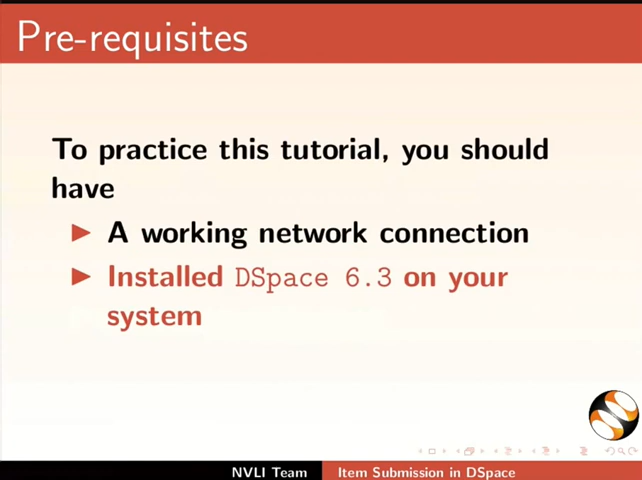 Pre-requisites
To practice this tutorial, you should
have
A working network connection
Installed DSpace 6.3 on your
system
NVLI Team Item Submission in DSpace